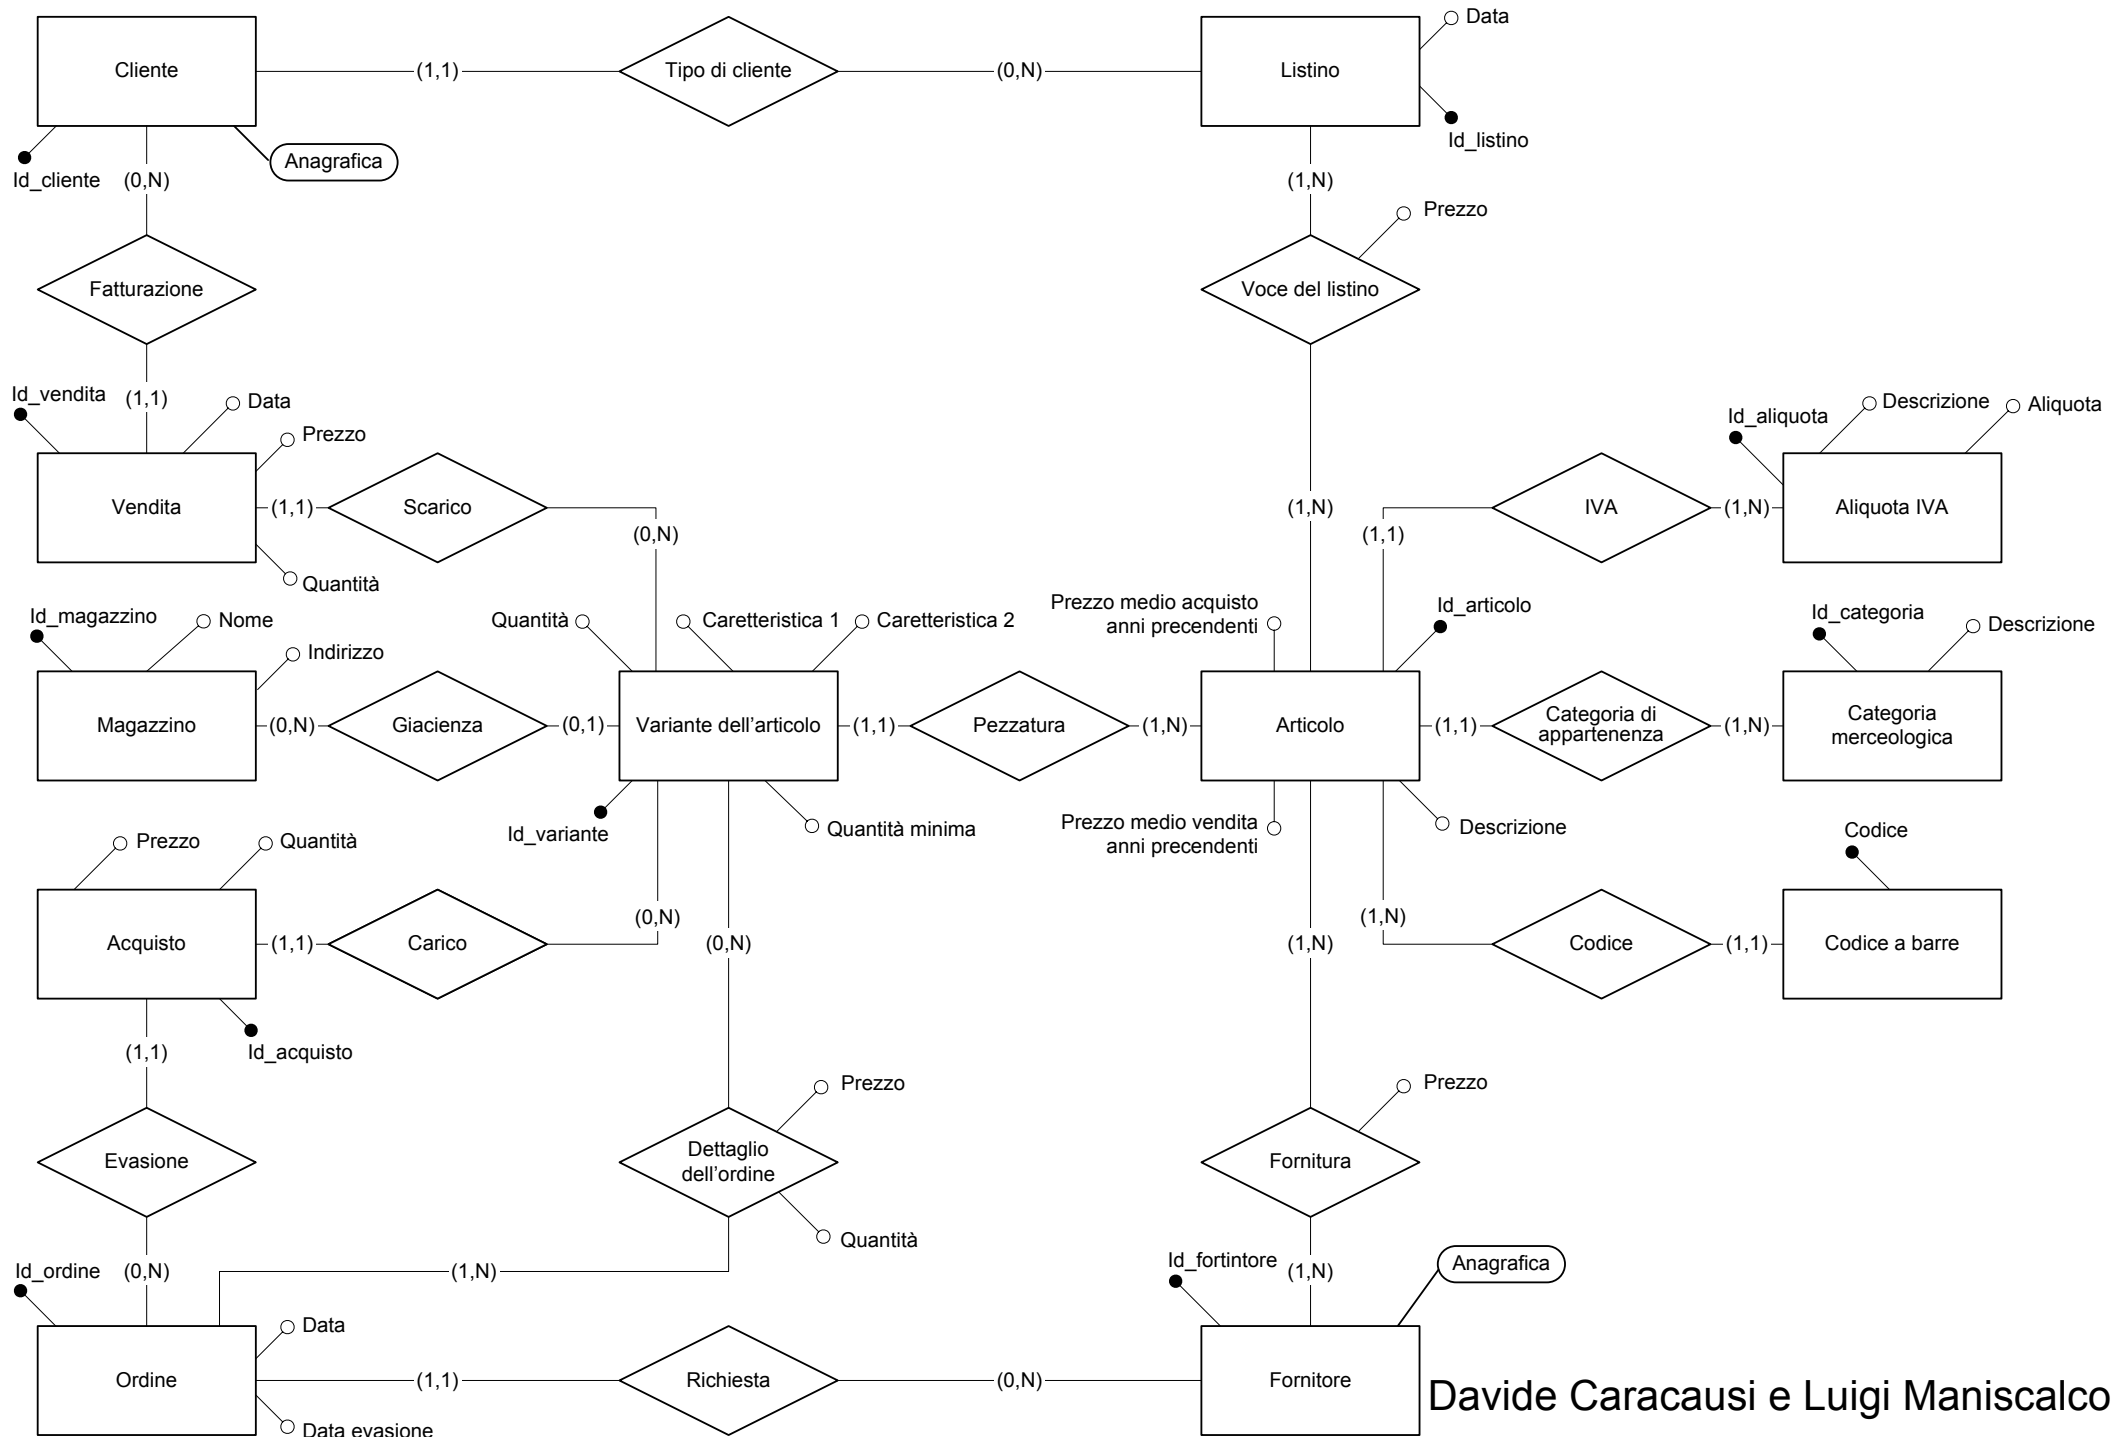 Data
Cliente
(1,1)
Tipo di cliente
(0,N)
Listino
Id_listino
Anagrafica
Id_cliente
(0,N)
(1,N)
Prezzo
Fatturazione
Voce del listino
Id_vendita
(1,1)
Data
Prezzo
Descrizione
Aliquota
Id_aliquota
Vendita
(1,1)
Scarico
(0,N)
(1,N)
(1,1)
IVA
(1,N)
Aliquota IVA
Quantità
Id_magazzino
Nome
Indirizzo
Quantità
Caretteristica 1
Caretteristica 2
Prezzo medio acquisto
anni precendenti
Id_articolo
Id_categoria
Descrizione
Magazzino
(0,N)
Giacienza
(0,1)
Variante dell'articolo
(1,1)
Pezzatura
(1,N)
Articolo
(1,1)
Categoria di
appartenenza
(1,N)
Categoria
merceologica
Id_variante
Quantità minima
Prezzo medio vendita
anni precendenti
Descrizione
Codice
Prezzo
Quantità
Acquisto
(1,1)
Carico
(0,N)
(0,N)
(1,N)
(1,N)
Codice
(1,1)
Codice a barre
(1,1)
Id_acquisto
Prezzo
Prezzo
Evasione
Dettaglio
dell'ordine
Fornitura
Quantità
Id_ordine
(0,N)
(1,N)
Id_fortintore
(1,N)
Anagrafica
Data
Ordine
(1,1)
Richiesta
(0,N)
Fornitore
Davide Caracausi e Luigi Maniscalco
Data evasione